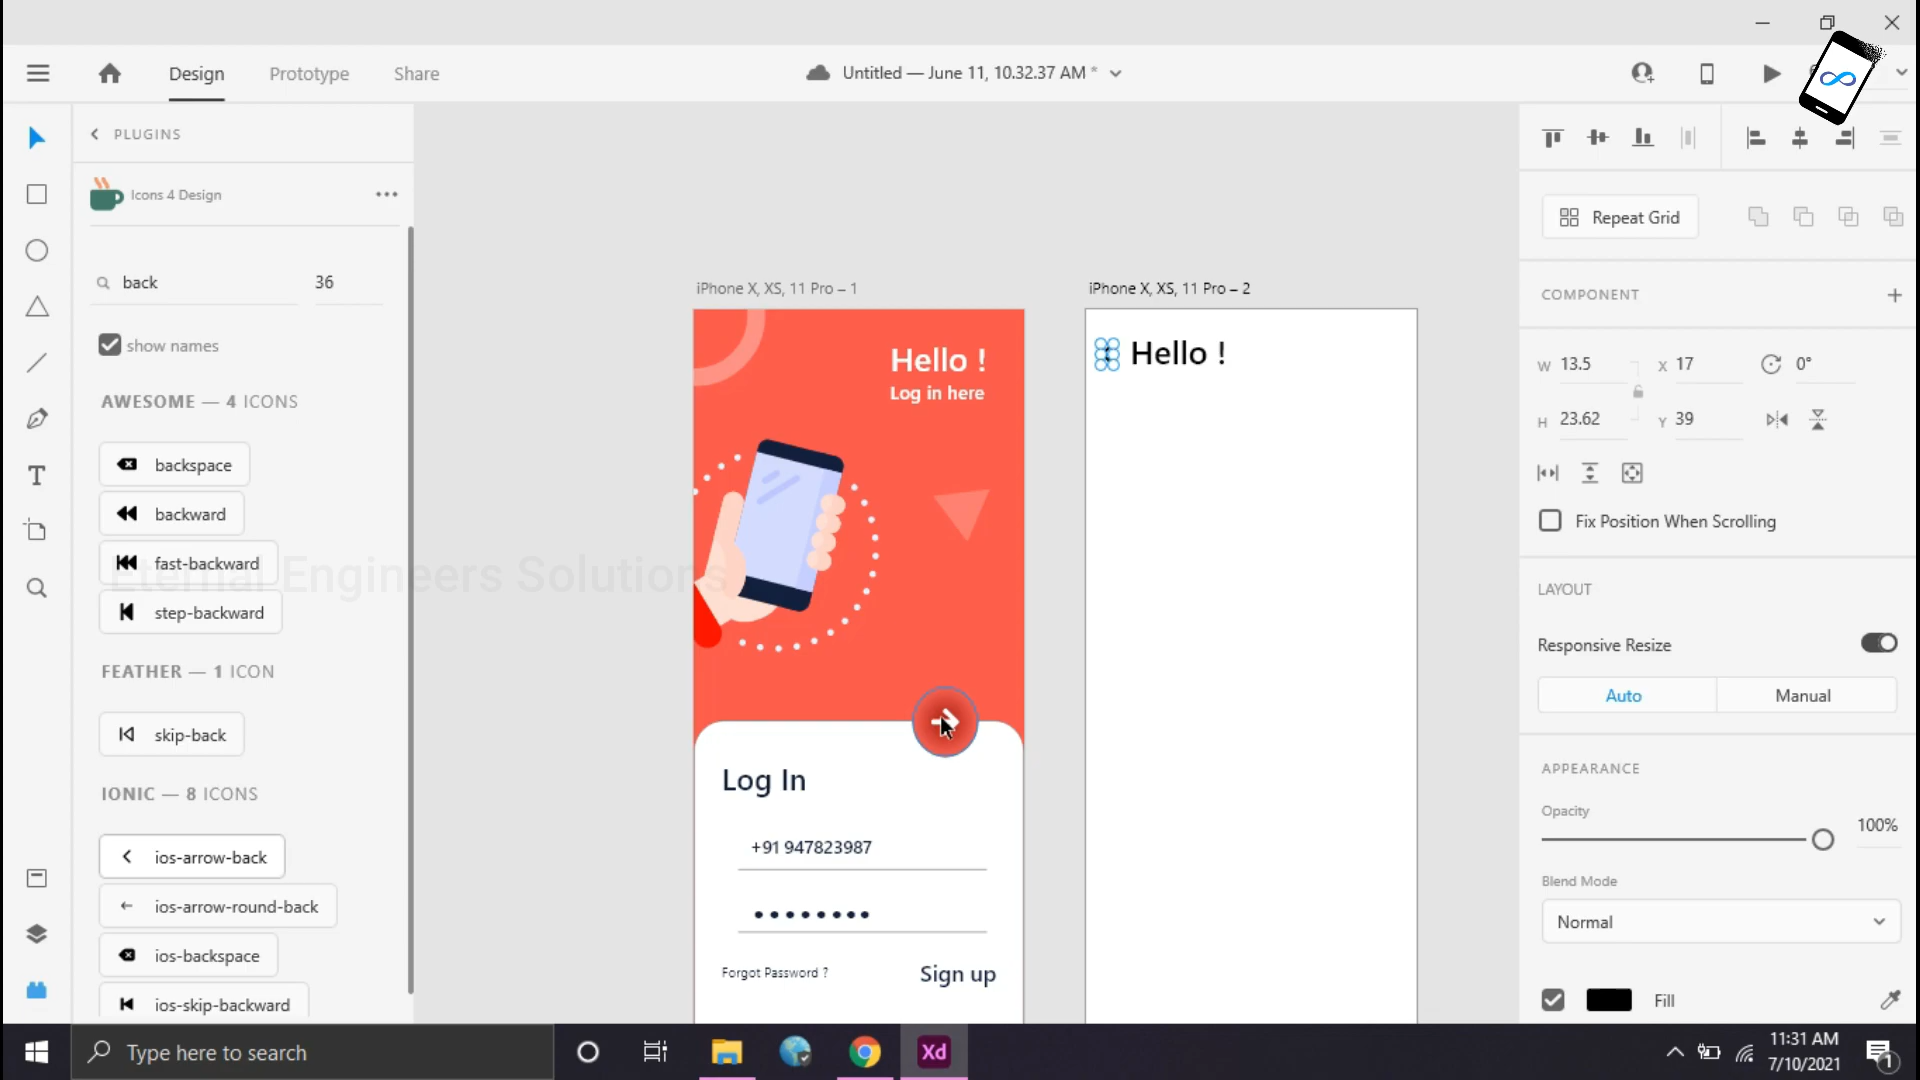 Design
Prototype
Share
Untitled — June 11, 10.32.37 AM *
PLUGINS
Icons 4 Design
back
36
show names
AWESOME — 4 ICONS
backspace
backward
fast-backward
step-backward
FEATHER — 1 ICON
skip-back
IONIC — 8 ICONS
ios-arrow-back
ios-arrow-round-back
ios-backspace
ios-skip-backward
Eternal Engineers Solutions
iPhone X, XS, 11 Pro – 1
Hello !
Log in here
Log In
+91 947823987
Forgot Password ?
Sign up
iPhone X, XS, 11 Pro – 2
Hello !
Repeat Grid
COMPONENT
W 13.5 X 17 0°
H 23.62 Y 39
Fix Position When Scrolling
LAYOUT
Responsive Resize
Auto
Manual
APPEARANCE
Opacity
100%
Blend Mode
Normal
Fill
Type here to search
Xd
11:31 AM
7/10/2021
1